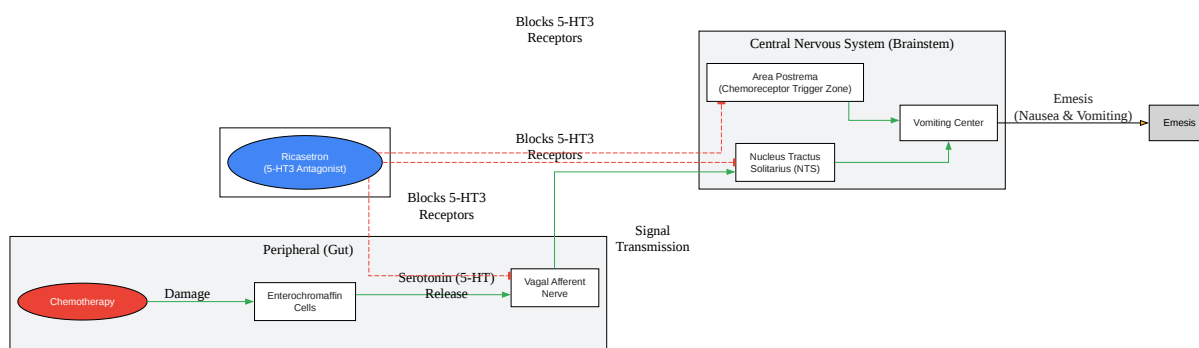 Blocks 5-HT3
Receptors
Central Nervous System (Brainstem)
Area Postrema
(Chemoreceptor Trigger Zone)
Emesis
(Nausea & Vomiting)
Vomiting Center
Emesis
Blocks 5-HT3
Receptors
Ricasetron
(5-HT3 Antagonist)
Nucleus Tractus
Solitarius (NTS)
Blocks 5-HT3
Receptors
Signal
Transmission
Peripheral (Gut)
Chemotherapy
Damage
Enterochromaffin
Cells
Serotonin (5-HT)
Release
Vagal Afferent
Nerve